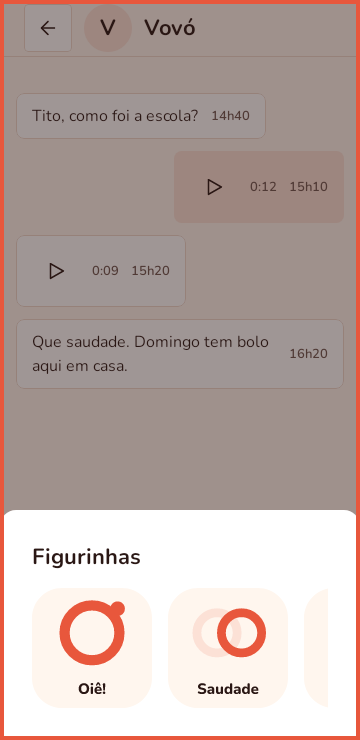 V Vovó
Tito, como foi a escola? 14h40
0:12 15h10
0:09 15h20
Que saudade. Domingo tem bolo
aqui em casa. 16h20
Figurinhas
Oiê! Saudade